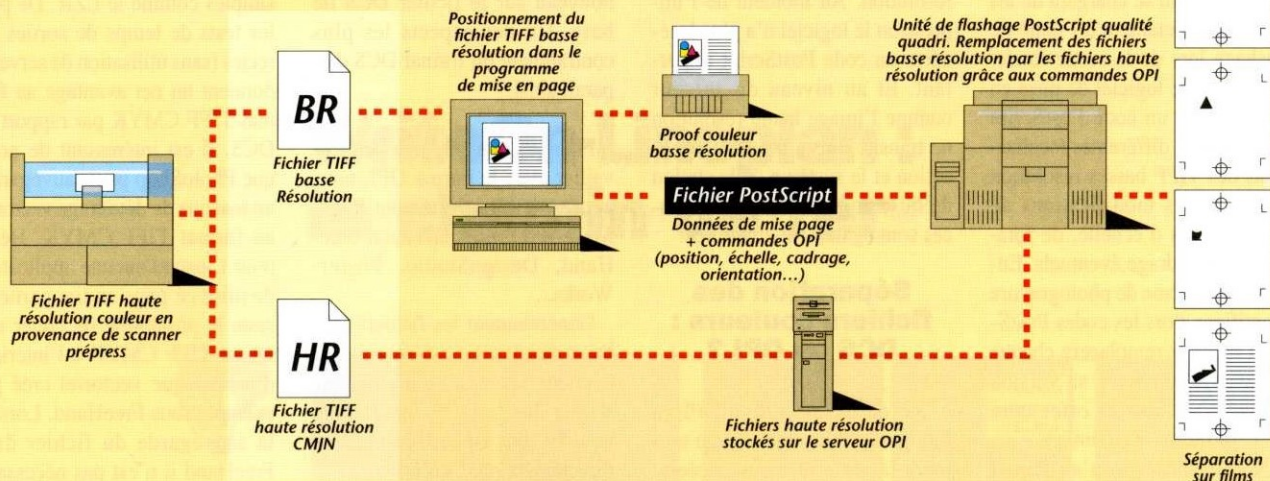 Fichier TIFF haute
résolution couleur en
provenance de scanner
prépress
BR
Fichier TIFF
basse
Résolution
HR
Fichier TIFF
haute résolution
CMJN
Positionnement du
fichier TIFF basse
résolution dans le
programme
de mise en page
Proof couleur
basse résolution
Fichier PostScript
Données de mise page
+ commandes OPI
(position, échelle, cadrage,
orientation...)
Fichiers haute résolution
stockés sur le serveur OPI
Unité de flashage PostScript qualité
quadri. Remplacement des fichiers
basse résolution par les fichiers haute
résolution grâce aux commandes OPI
Séparation
sur films